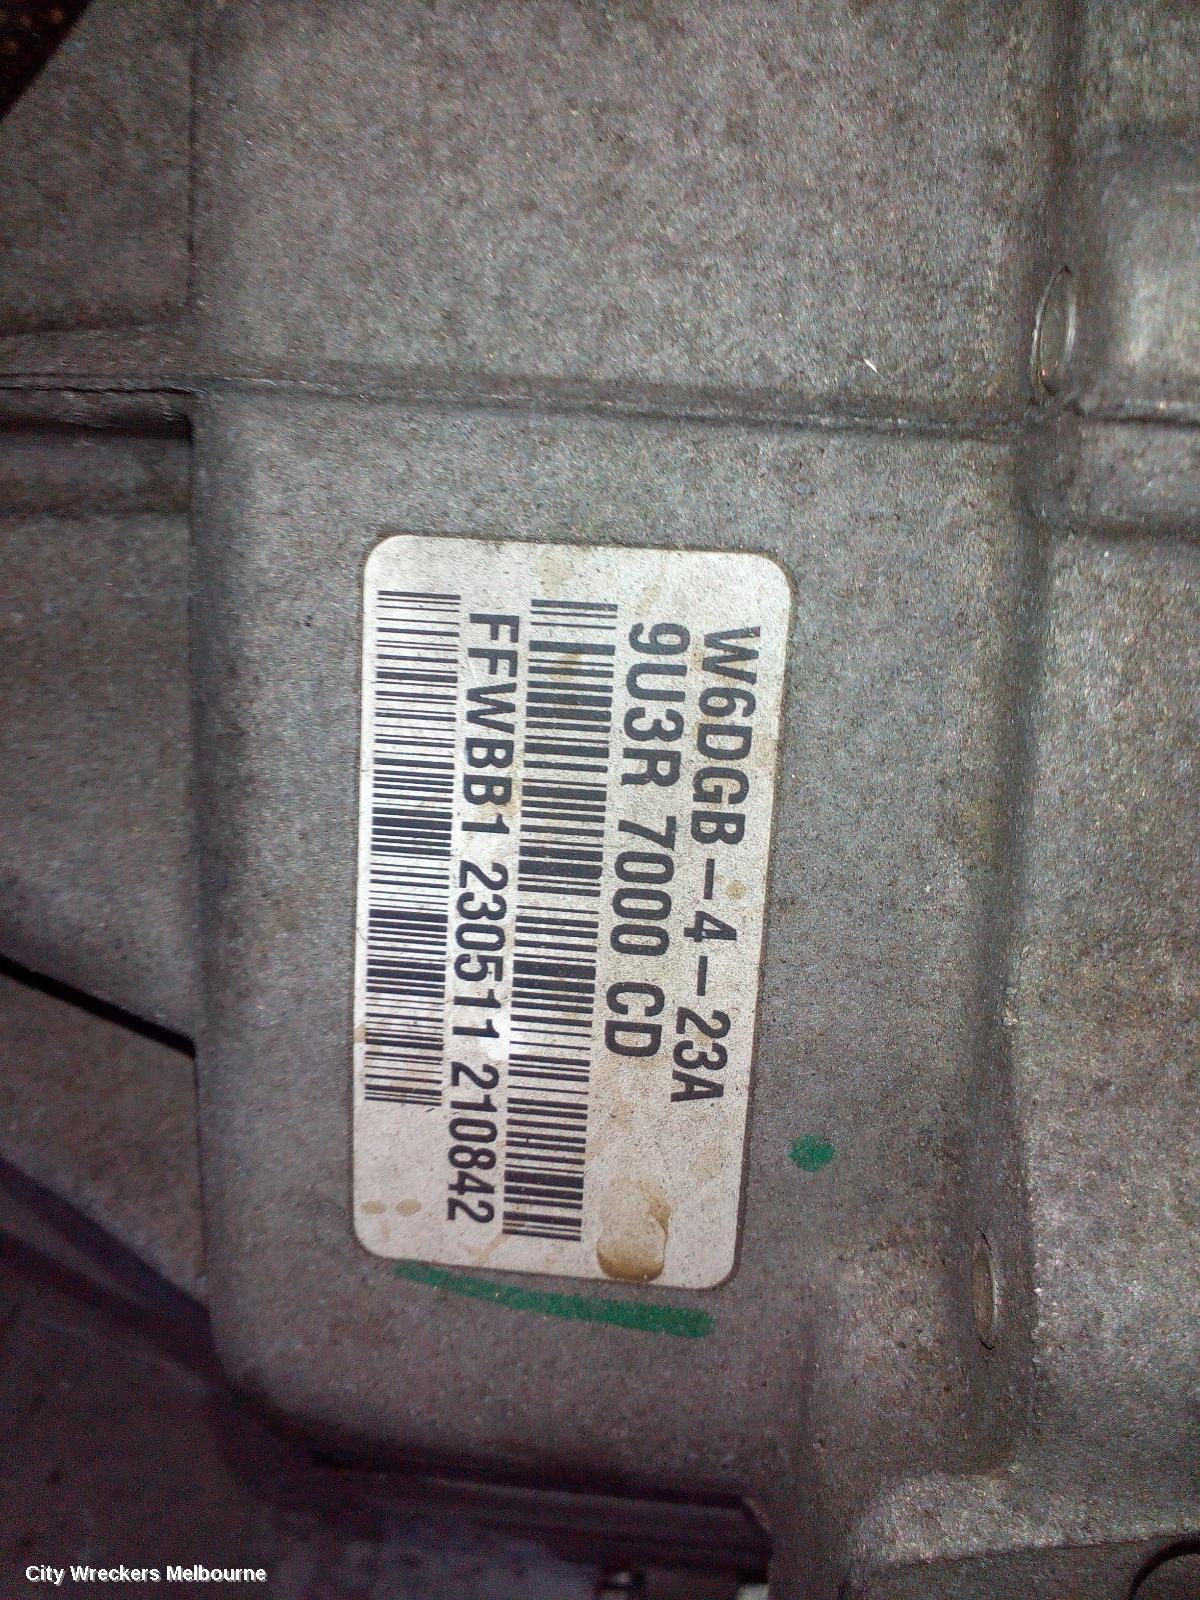 W6DGB-4-23A
9U3R 7000 CD
FFWBB1 230511 210842
City Wreckers Melbourne